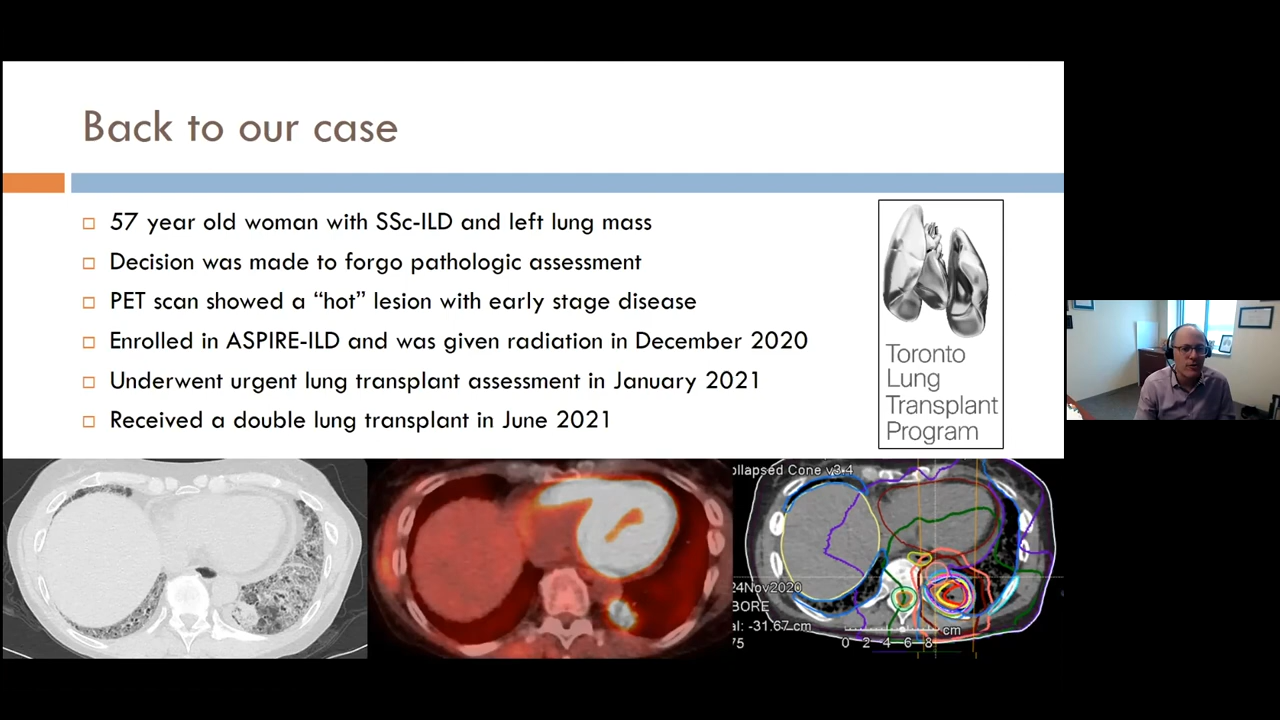 Back to our case
57 year old woman with SSc-ILD and left lung mass
Decision was made to forgo pathologic assessment
PET scan showed a “hot” lesion with early stage disease
Enrolled in ASPIRE-ILD and was given radiation in December 2020
Underwent urgent lung transplant assessment in January 2021
Received a double lung transplant in June 2021
Toronto
Lung
Transplant
Program
ollapsed Cone v3.4
24Nov2020
BORE
al: -31.67 cm
75
0 2 4 6 8 cm